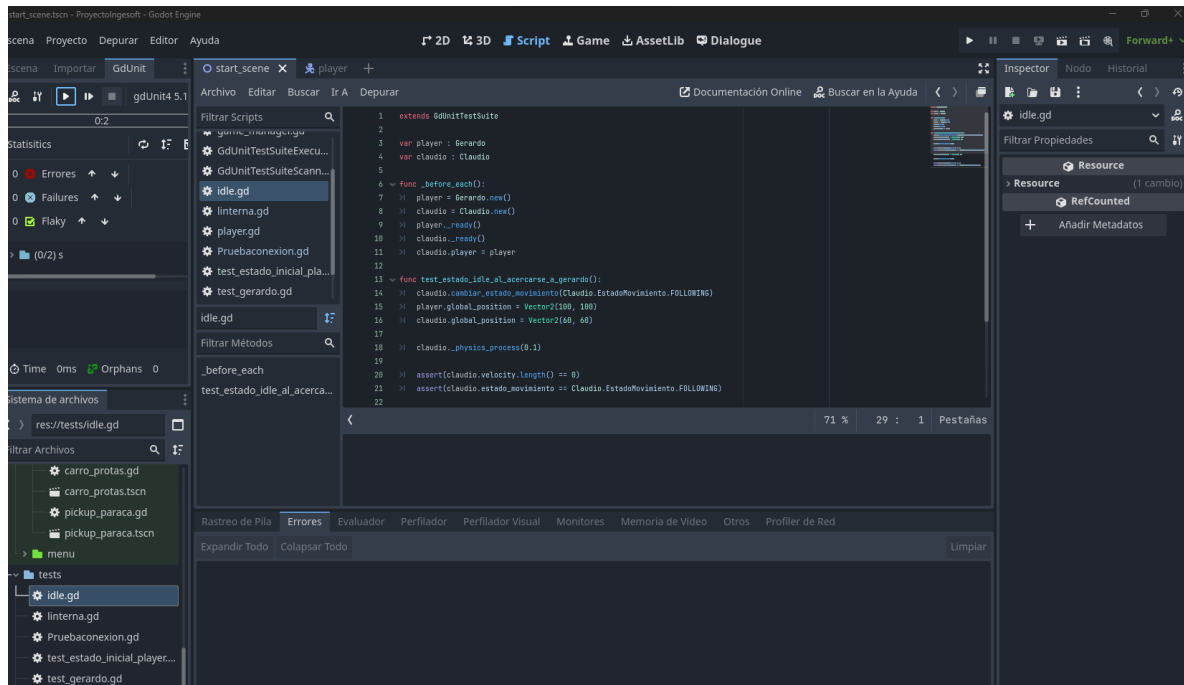 start_scene.tscn - ProyectoIngesoft - Godot Engine
scena Proyecto Depurar Editor Ayuda
2D 3D Script Game AssetLib Dialogue
Forward+
Escena Importar GdUnit
gdUnit4 5.1
0:2
Statisitics
0 Errores
0 Failures
0 Flaky
(0/2) s
Time 0ms Orphans 0
Sistema de archivos
res://tests/idle.gd
Filtrar Archivos
carro_protas.gd
carro_protas.tscn
pickup_paraca.gd
pickup_paraca.tscn
menu
tests
idle.gd
linterna.gd
Pruebaconexion.gd
test_estado_inicial_player....
test_gerardo.gd
start_scene player
Archivo Editar Buscar Ir A Depurar
Documentación Online Buscar en la Ayuda
Filtrar Scripts
game_manager.gd
GdUnitTestSuiteExecu...
GdUnitTestSuiteScann...
idle.gd
linterna.gd
player.gd
Pruebaconexion.gd
test_estado_inicial_pla...
test_gerardo.gd
idle.gd
Filtrar Métodos
_before_each
test_estado_idle_al_acerca...
1 extends GdUnitTestSuite
2
3 var player : Gerardo
4 var claudio : Claudio
5
6 func _before_each():
7 player = Gerardo.new()
8 claudio = Claudio.new()
9 player._ready()
10 claudio._ready()
11 claudio.player = player
12
13 func test_estado_idle_al_acercarse_a_gerardo():
14 claudio.cambiar_estado_movimiento(Claudio.EstadoMovimiento.FOLLOWING)
15 player.global_position = Vector2(100, 100)
16 claudio.global_position = Vector2(60, 60)
17
18 claudio._physics_process(0.1)
19
20 assert(claudio.velocity.length() == 0)
21 assert(claudio.estado_movimiento == Claudio.EstadoMovimiento.FOLLOWING)
22
71 % 29 : 1 Pestañas
Rastreo de Pila Errores Evaluador Perfilador Perfilador Visual Monitores Memoria de Vídeo Otros Profiler de Red
Expandir Todo Colapsar Todo Limpiar
Inspector Nodo Historial
idle.gd
Filtrar Propiedades
Resource
Resource (1 cambio)
RefCounted
Añadir Metadatos